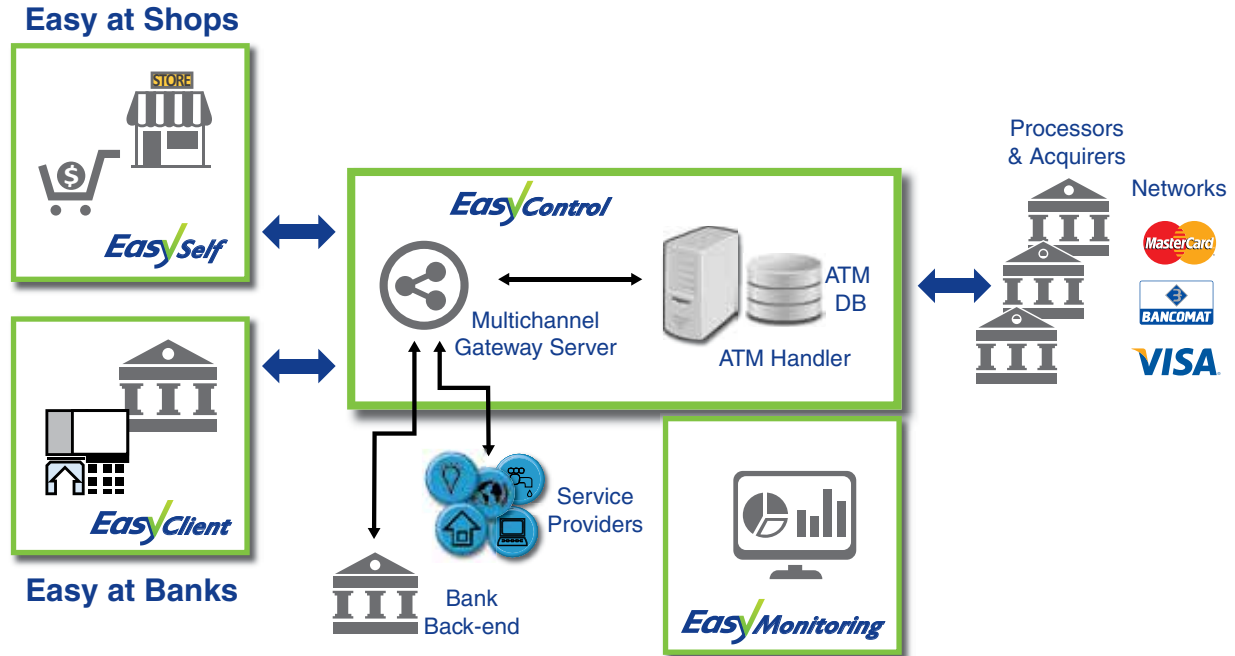 Easy at Shops
STORE
$
EasySelf
EasyClient
Easy at Banks
EasyControl
Multichannel
Gateway Server
ATM
DB
ATM Handler
Service
Providers
Bank
Back-end
EasyMonitoring
Processors
& Acquirers
Networks
MasterCard
BANCOMAT
VISA